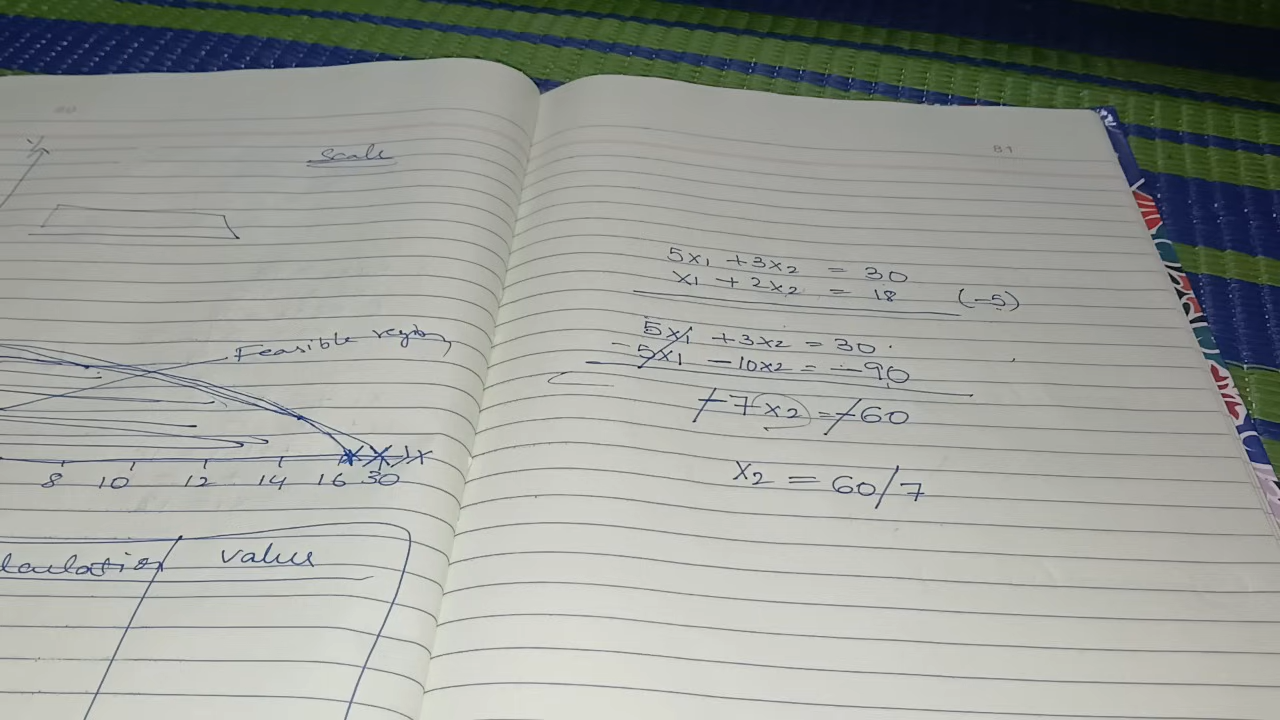 Scale
Feasible region
8 10 12 14 16 30 X
value
81
5x₁ + 3x₂ = 30
x₁ + 2x₂ = 18 (-5)
5x₁ + 3x₂ = 30
-5x₁ - 10x₂ = -90
-7x₂ = -60
x₂ = 60/7